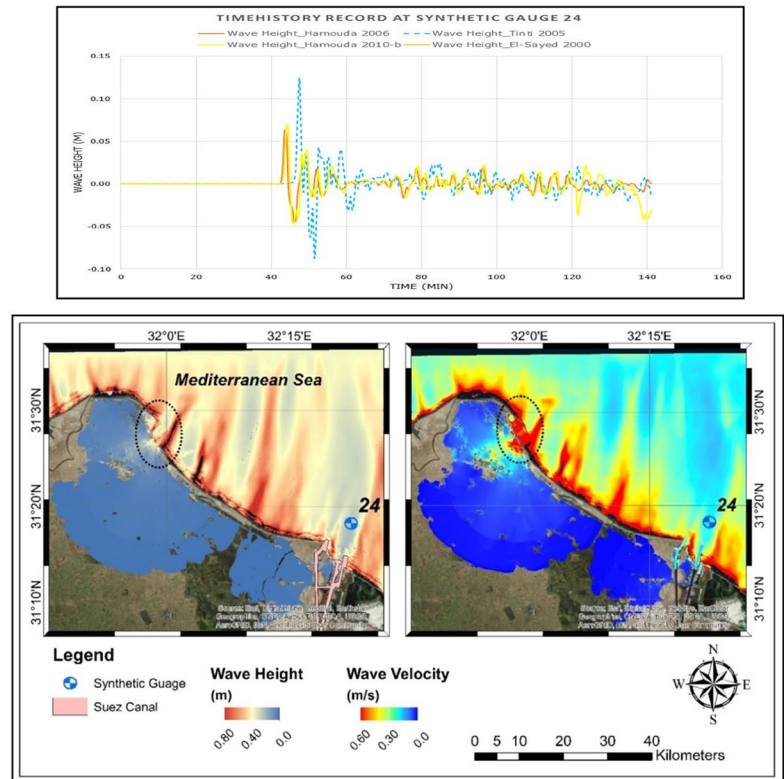 TIMEHISTORY RECORD AT SYNTHETIC GAUGE 24
Wave Height_Hamouda 2006
Wave Height_Tinti 2005
Wave Height_Hamouda 2010-b
Wave Height_El-Sayed 2000
WAVE HEIGHT (M)
0.15
0.10
0.05
0.00
-0.05
-0.10
0 20 40 60 80 100 120 140 160
TIME (MIN)
32°0'E 32°15'E
32°0'E 32°15'E
31°30'N
31°20'N
31°10'N
Mediterranean Sea
24
31°30'N
31°20'N
31°10'N
24
Legend
Synthetic Guage
Suez Canal
Wave Height
(m)
0.80
0.40
0.0
Wave Velocity
(m/s)
0.60
0.30
0.0
N
W E
S
0 5 10 20 30 40
Kilometers